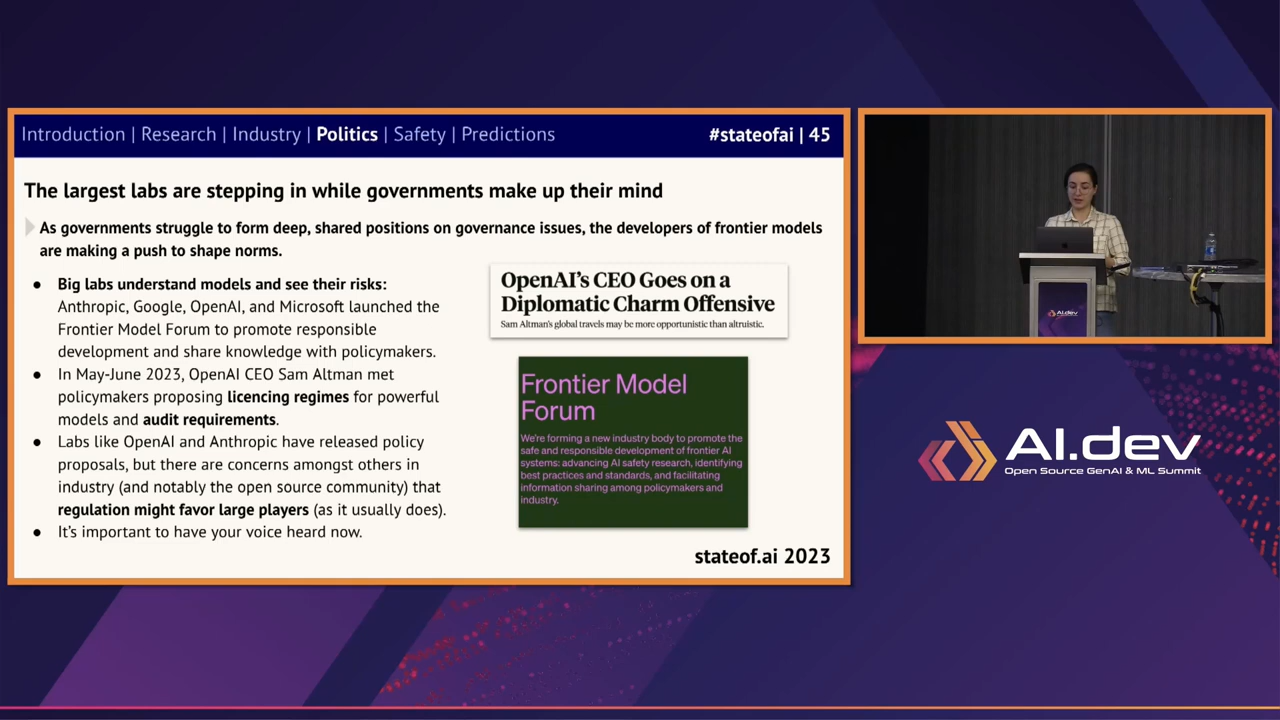 Introduction | Research | Industry | Politics | Safety | Predictions
#stateofai | 45
The largest labs are stepping in while governments make up their mind
As governments struggle to form deep, shared positions on governance issues, the developers of frontier models
are making a push to shape norms.
● Big labs understand models and see their risks:
Anthropic, Google, OpenAI, and Microsoft launched the
Frontier Model Forum to promote responsible
development and share knowledge with policymakers.
● In May-June 2023, OpenAI CEO Sam Altman met
policymakers proposing licencing regimes for powerful
models and audit requirements.
● Labs like OpenAI and Anthropic have released policy
proposals, but there are concerns amongst others in
industry (and notably the open source community) that
regulation might favor large players (as it usually does).
● It's important to have your voice heard now.
OpenAI's CEO Goes on a
Diplomatic Charm Offensive
Sam Altman's global travels may be more opportunistic than altruistic.
Frontier Model
Forum
We're forming a new industry body to promote the
safe and responsible development of frontier AI
systems: advancing AI safety research, identifying
best practices and standards, and facilitating
information sharing among policymakers and
industry.
stateof.ai 2023
AI.dev
AI.dev
Open Source GenAI & ML Summit